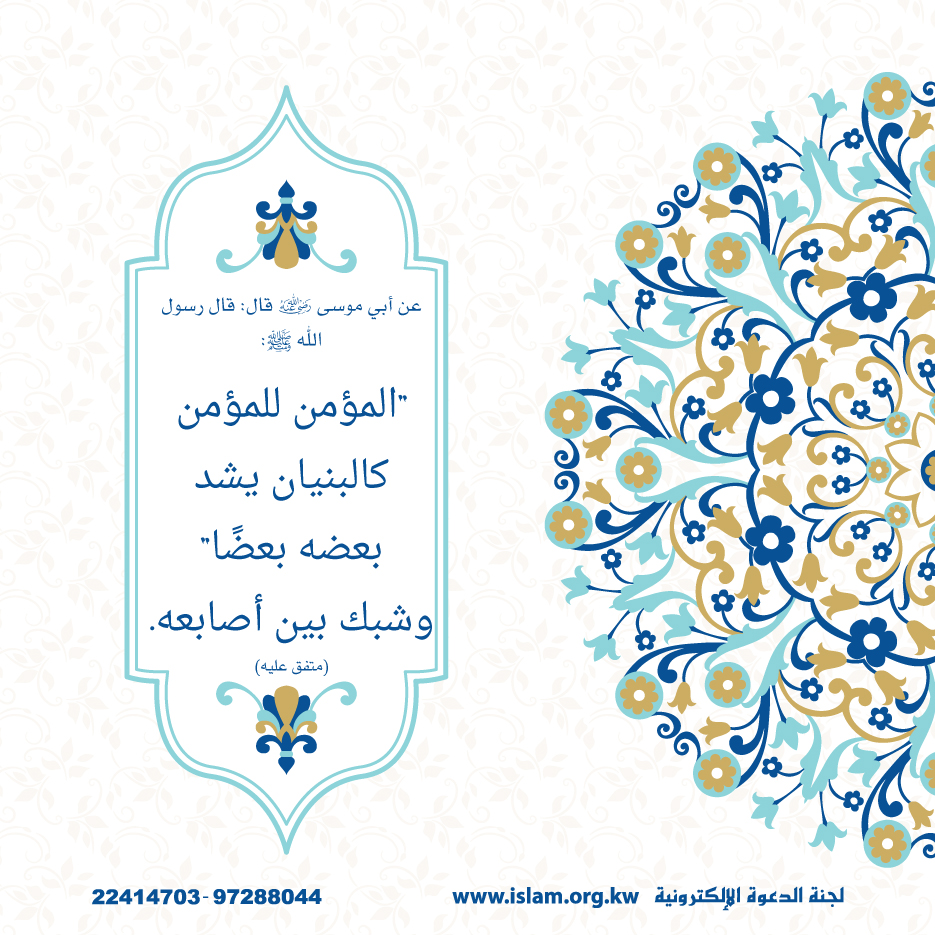 عن أبي موسى رضي الله عنه قال: قال رسول
الله ﷺ:
"المؤمن للمؤمن
كالبنيان يشد
بعضه بعضًا"
وشبك بين أصابعه.
(متفق عليه)
لجنة الدعوة الإلكترونية www.islam.org.kw
22414703 - 97288044